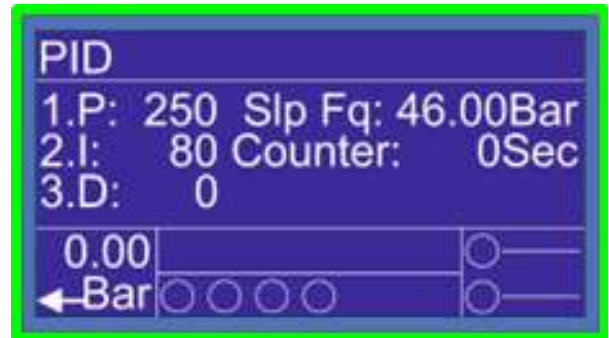 PID
1.P: 250 Slp Fq: 46.00Bar
2.I: 80 Counter: 0Sec
3.D: 0
0.00
Bar